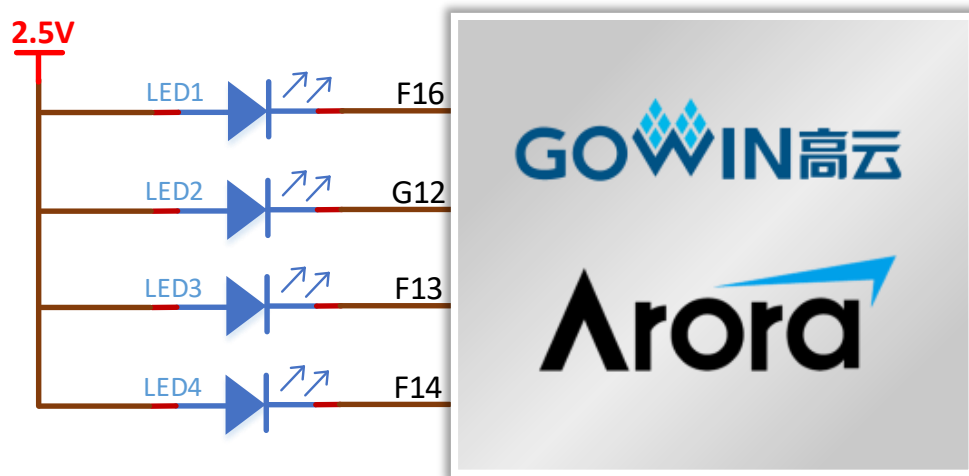 2.5V
LED1
F16
LED2
G12
LED3
F13
LED4
F14
GOWIN高云
Arora